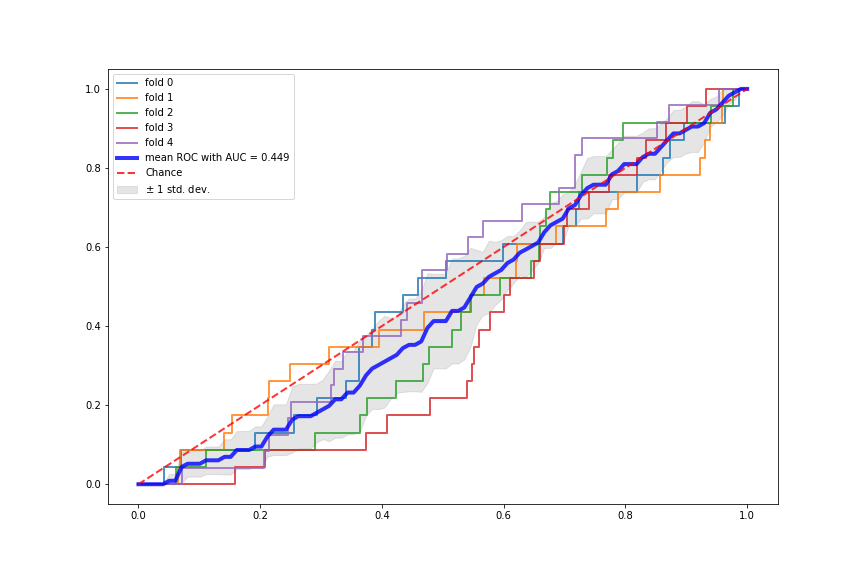 fold 0
fold 1
fold 2
fold 3
fold 4
mean ROC with AUC = 0.449
Chance
± 1 std. dev.
1.0
0.8
0.6
0.4
0.2
0.0
0.0 0.2 0.4 0.6 0.8 1.0